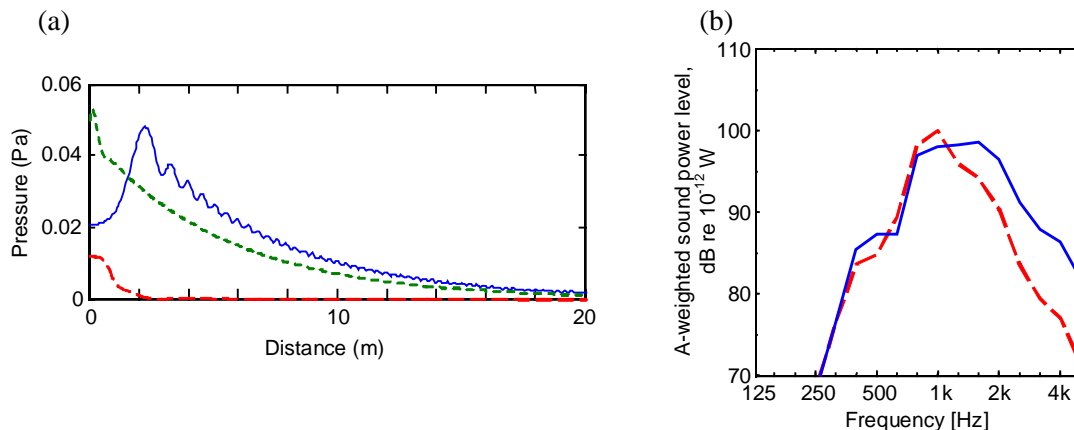 (a)
0.06
0.04
0.02
0
Pressure (Pa)
0
10
20
Distance (m)
(b)
110
100
90
80
70
A-weighted sound power level,
dB re 10⁻¹² W
125
250
500
1k
2k
4k
Frequency [Hz]